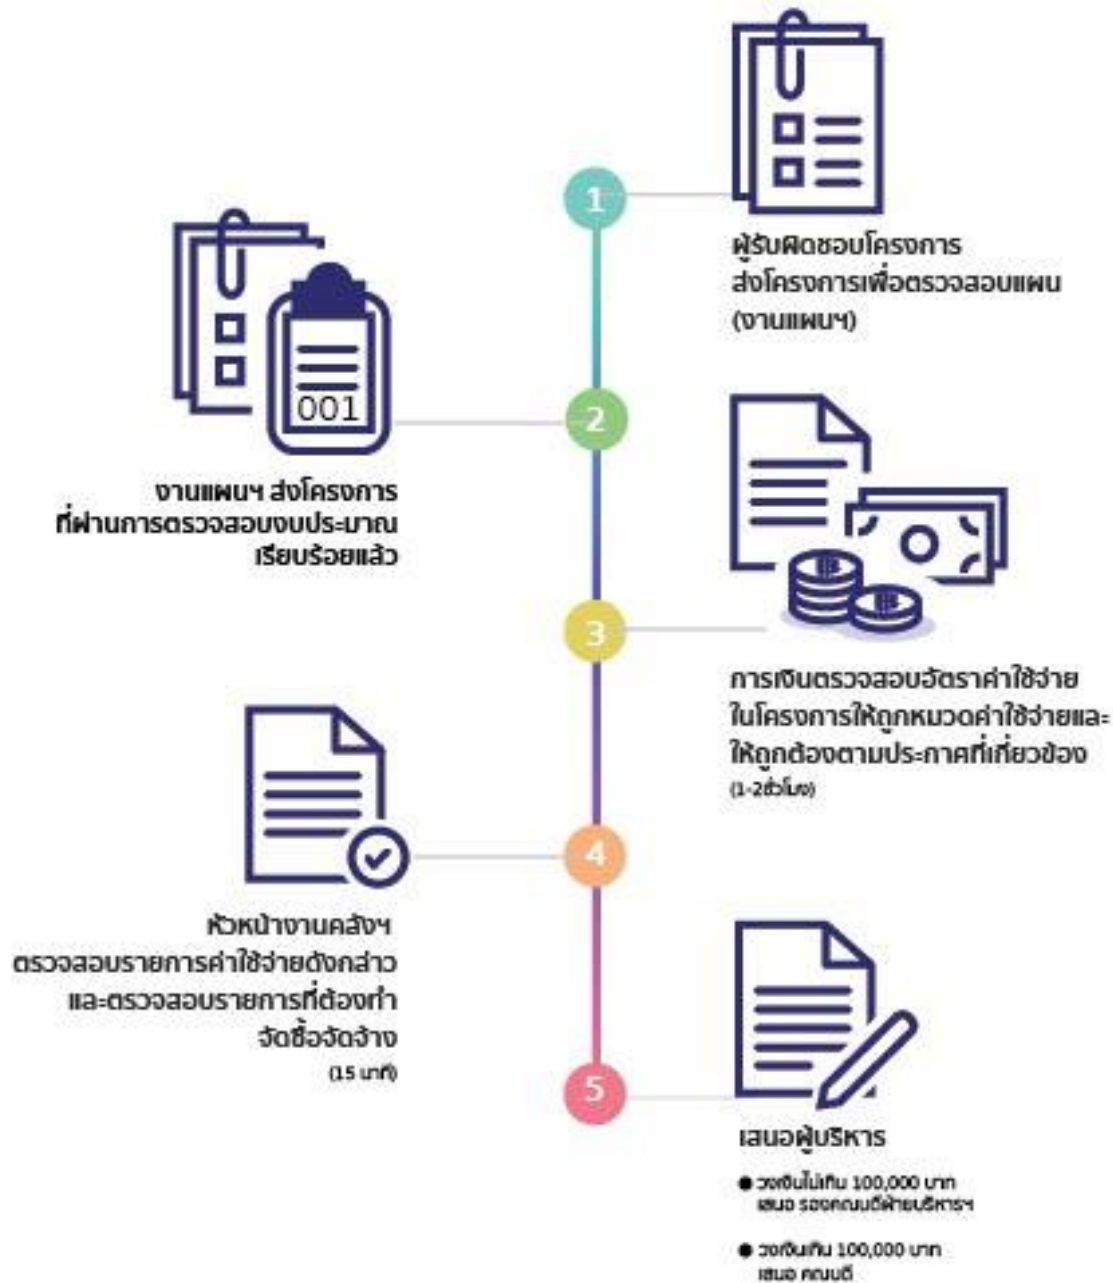 1
ผู้รับผิดชอบโครงการ
ส่งโครงการเพื่อตรวจสอบแผน
(งานแผนฯ)
001
2
งานแผนฯ ส่งโครงการ
ที่ผ่านการตรวจสอบงบประมาณ
เรียบร้อยแล้ว
3
การเงินตรวจสอบอัตราค่าใช้จ่าย
ในโครงการให้ถูกหมวดค่าใช้จ่ายและ
ให้ถูกต้องตามประกาศที่เกี่ยวข้อง
(1-2ชั่วโมง)
4
หัวหน้างานคลังฯ
ตรวจสอบรายการค่าใช้จ่ายดังกล่าว
และตรวจสอบรายการที่ต้องทำ
จัดซื้อจัดจ้าง
(15 นาที)
5
เสนอผู้บริหาร
● วงเงินไม่เกิน 100,000 บาท
เสนอ รองคณบดีฝ่ายบริหารฯ
● วงเงินเกิน 100,000 บาท
เสนอ คณบดี